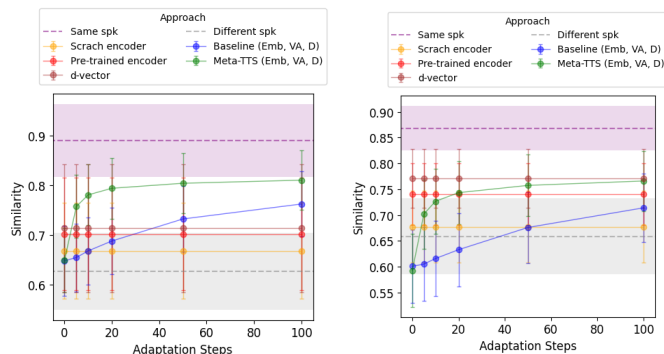 Approach
Same spk
Different spk
Scrach encoder
Baseline (Emb, VA, D)
Pre-trained encoder
Meta-TTS (Emb, VA, D)
d-vector
0.9
0.8
0.7
0.6
Similarity
0
20
40
60
80
100
Adaptation Steps
Approach
Same spk
Different spk
Scrach encoder
Baseline (Emb, VA, D)
Pre-trained encoder
Meta-TTS (Emb, VA, D)
d-vector
0.90
0.85
0.80
0.75
0.70
0.65
0.60
0.55
Similarity
0
20
40
60
80
100
Adaptation Steps